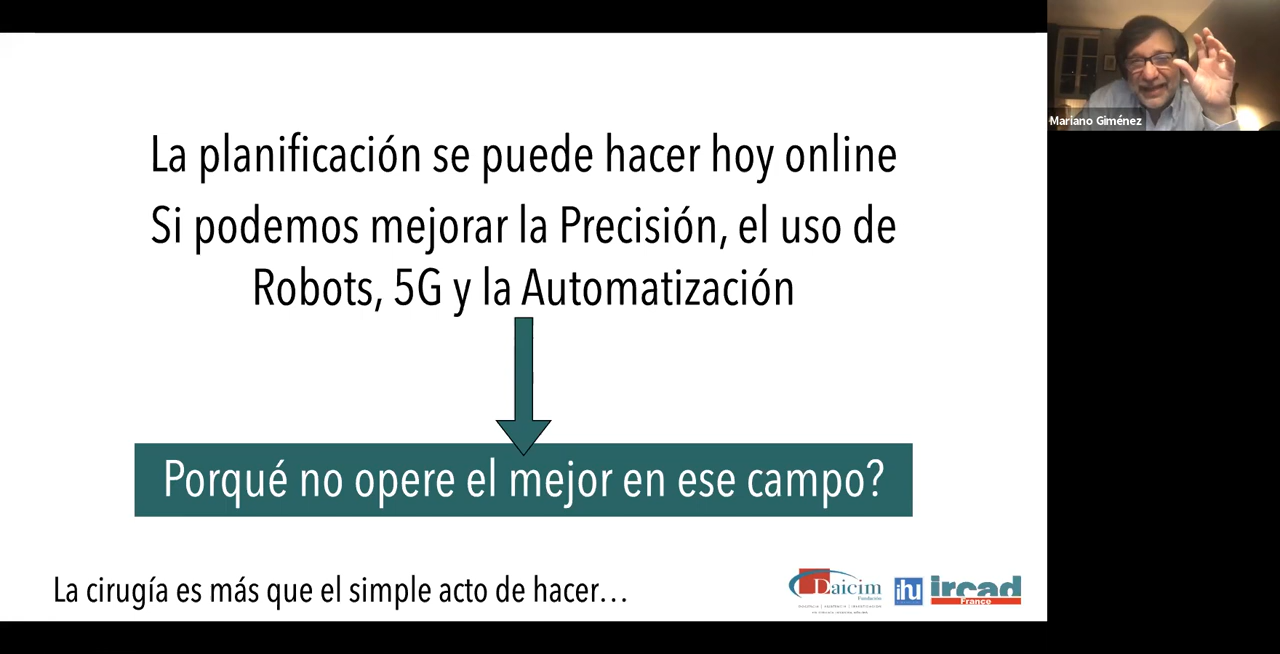 La planificación se puede hacer hoy online
Si podemos mejorar la Precisión, el uso de
Robots, 5G y la Automatización
Porqué no opere el mejor en ese campo?
La cirugía es más que el simple acto de hacer...
Daicim
Fundación
ihu
ircad
France
Mariano Giménez